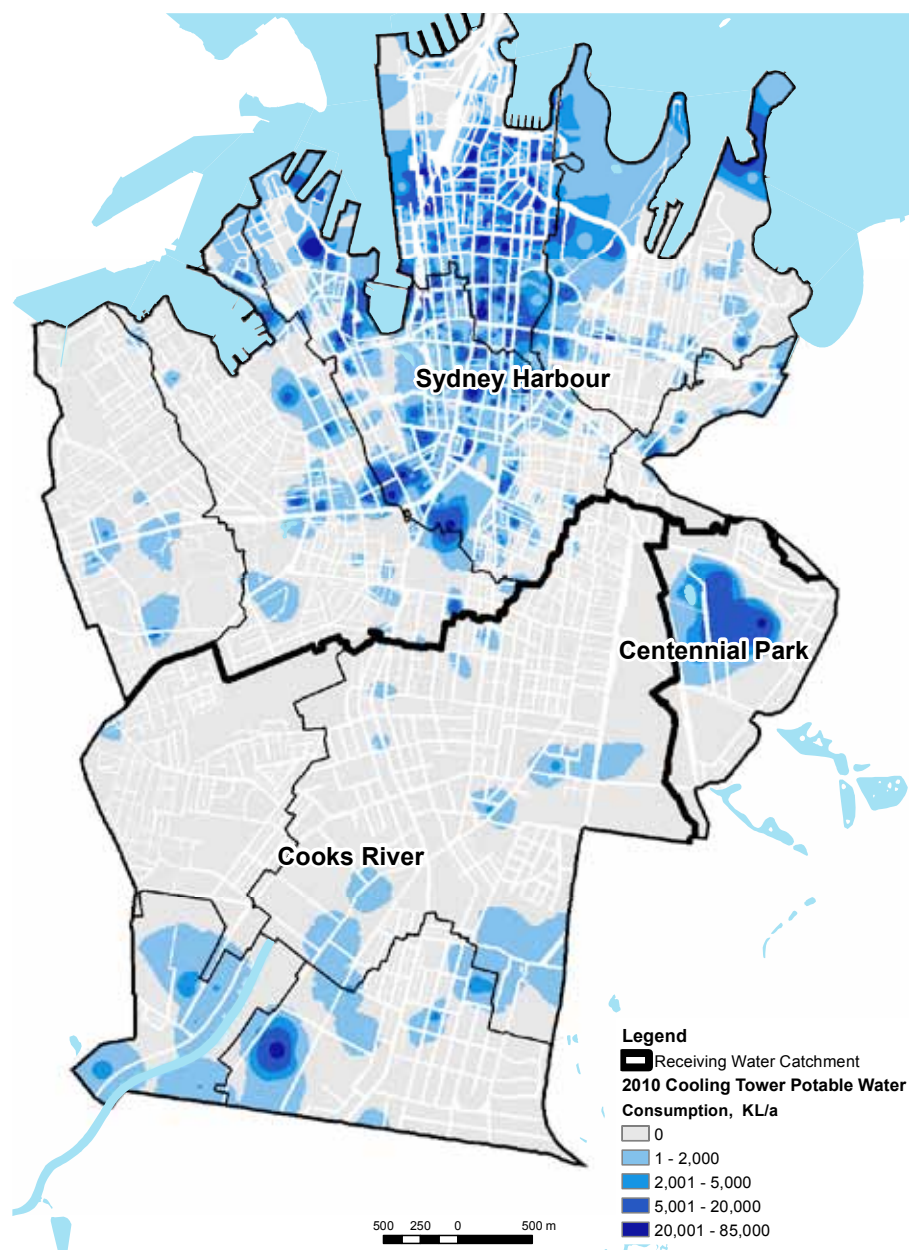 Sydney Harbour
Centennial Park
Cooks River
Legend
Receiving Water Catchment
2010 Cooling Tower Potable Water
Consumption, KL/a
0
1 - 2,000
2,001 - 5,000
5,001 - 20,000
20,001 - 85,000
500 250 0 500 m